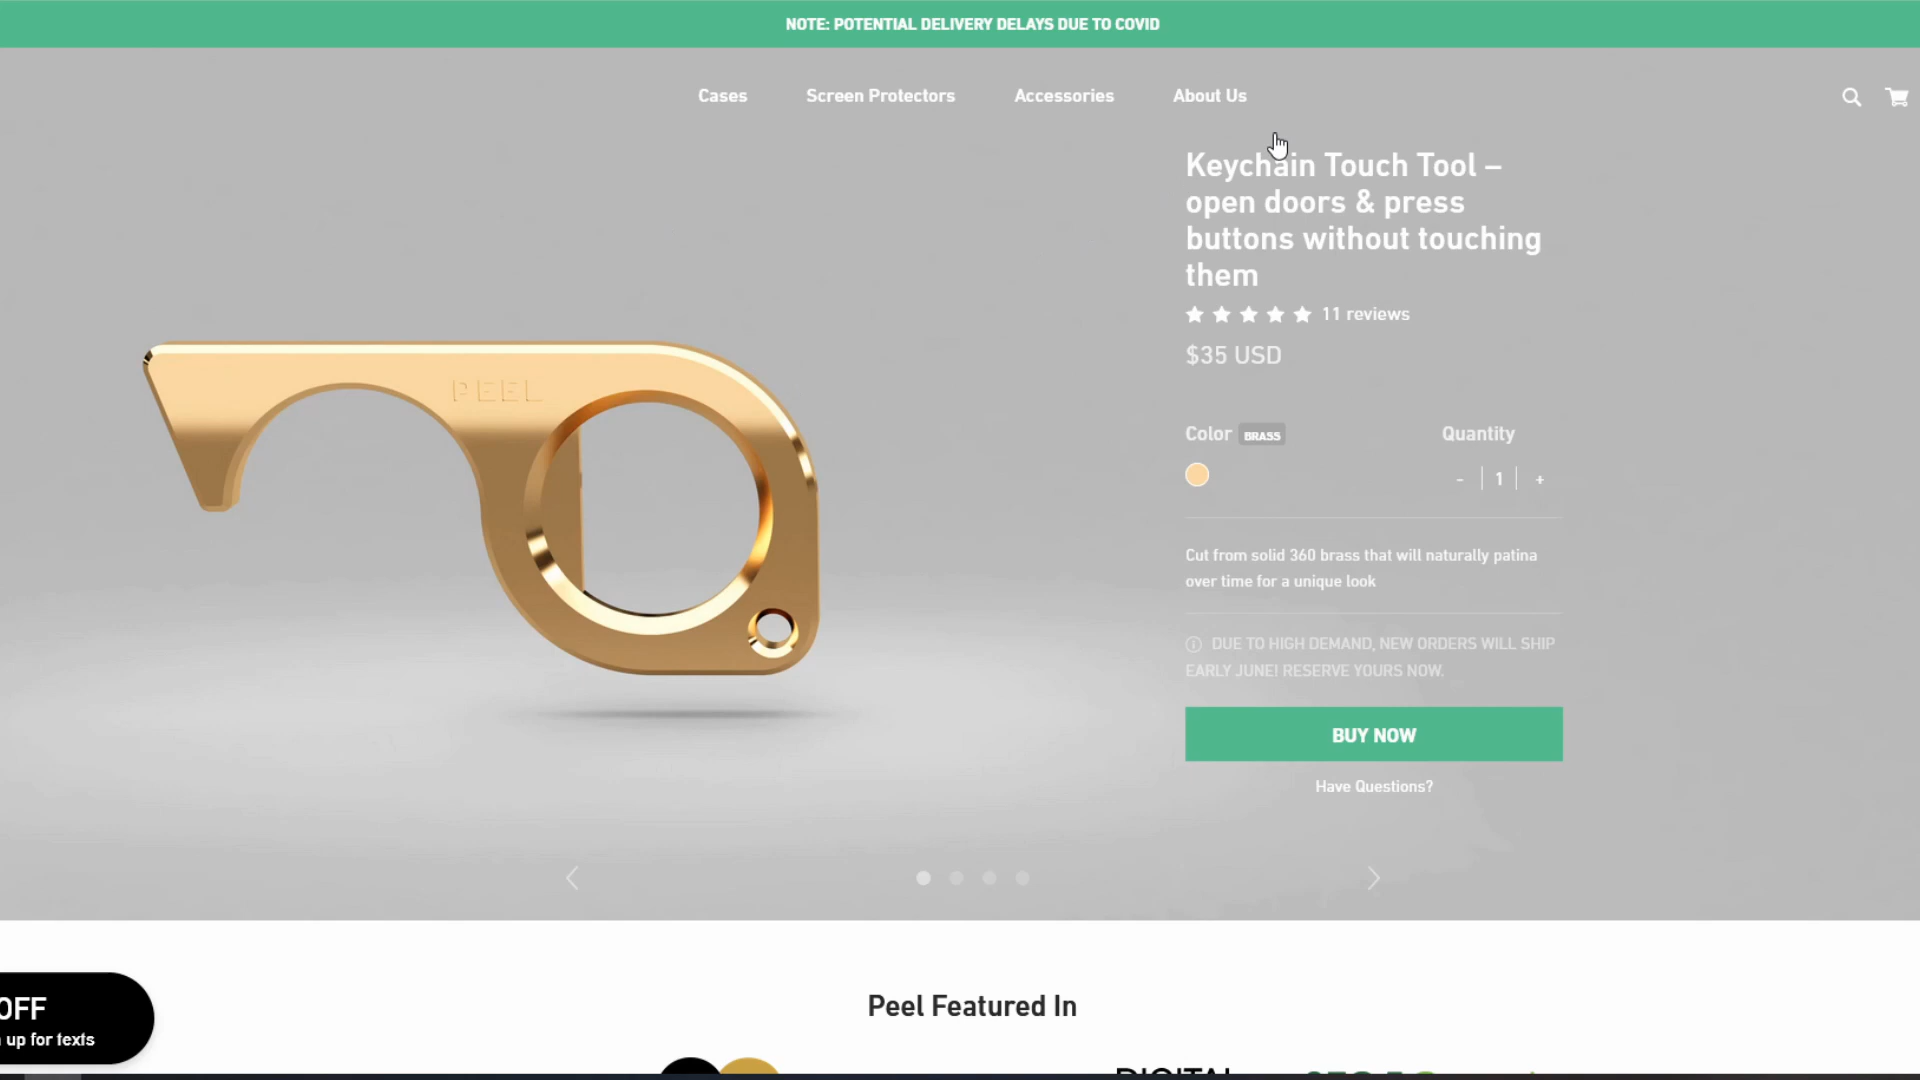 NOTE: POTENTIAL DELIVERY DELAYS DUE TO COVID
Cases
Screen Protectors
Accessories
About Us
Keychain Touch Tool –
open doors & press
buttons without touching
them
11 reviews
$35 USD
PEEL
Color BRASS
Quantity
- 1 +
Cut from solid 360 brass that will naturally patina
over time for a unique look
DUE TO HIGH DEMAND, NEW ORDERS WILL SHIP
EARLY JUNE! RESERVE YOURS NOW.
BUY NOW
Have Questions?
Peel Featured In
OFF
up for texts
DIGITAL